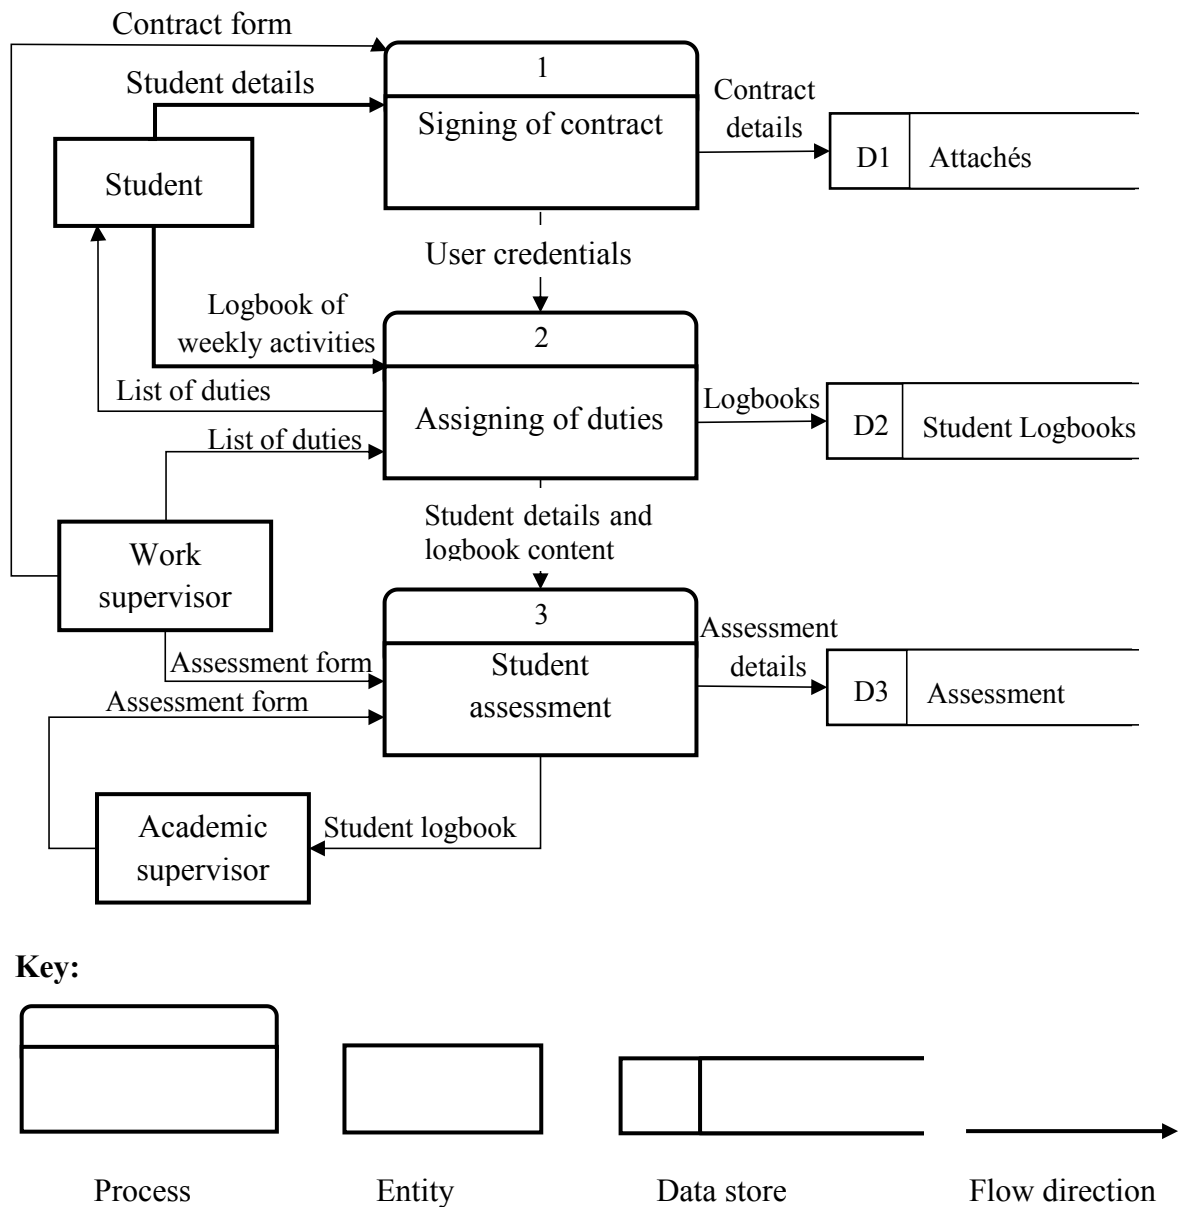 Contract form
1
Student details
Signing of contract
Contract
details
D1
Attachés
Student
User credentials
Logbook of
weekly activities
2
List of duties
Assigning of duties
Logbooks
D2
Student Logbooks
List of duties
Student details and
logbook content
Work
supervisor
3
Assessment
details
Assessment form
Student
assessment
D3
Assessment
Assessment form
Academic
supervisor
Student logbook
Key:
Process
Entity
Data store
Flow direction